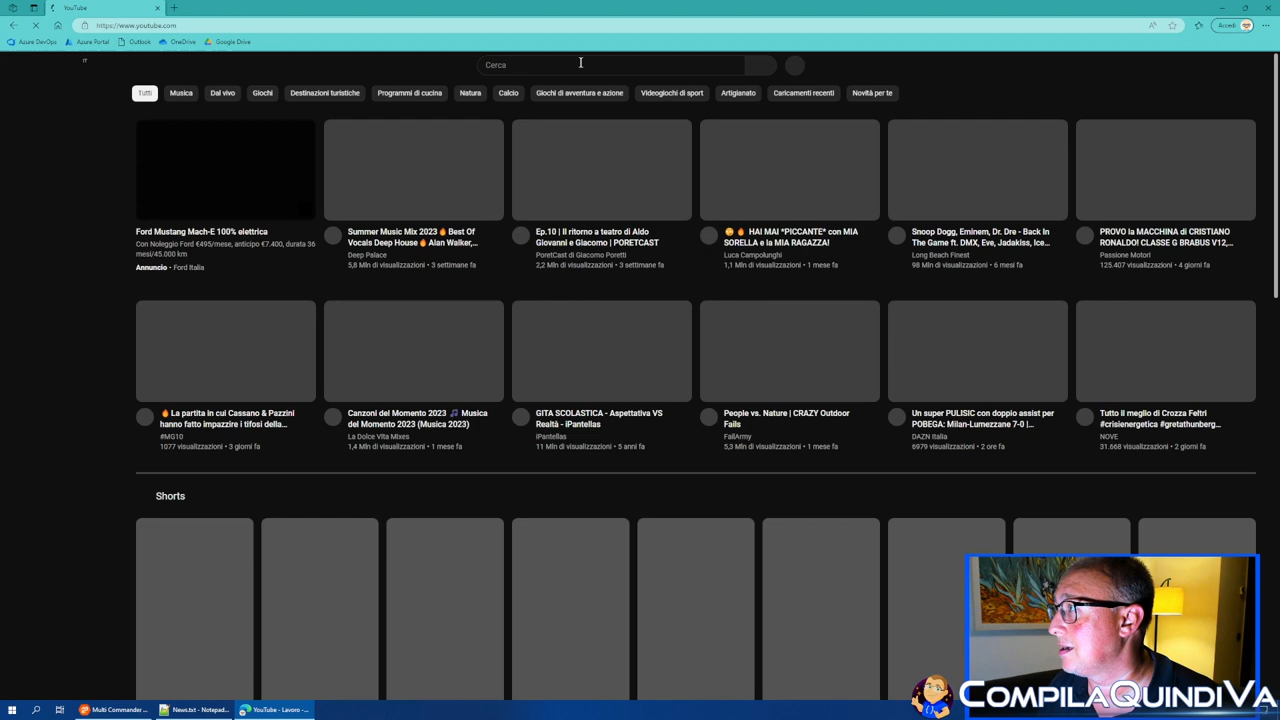 YouTube
https://www.youtube.com
Accedi
Azure DevOps
Azure Portal
Outlook
OneDrive
Google Drive
IT
Cerca
Tutti
Musica
Dal vivo
Giochi
Destinazioni turistiche
Programmi di cucina
Natura
Calcio
Giochi di avventura e azione
Videogiochi di sport
Artigianato
Caricamenti recenti
Novità per te
Ford Mustang Mach-E 100% elettrica
Con Noleggio Ford €495/mese, anticipo €7.400, durata 36
mesi/45.000 km
Annuncio • Ford Italia
Summer Music Mix 2023🔥Best Of
Vocals Deep House🔥Alan Walker,...
Deep Palace
5,8 Mln di visualizzazioni • 3 settimane fa
Ep.10 | Il ritorno a teatro di Aldo
Giovanni e Giacomo | PORETCAST
PoretCast di Giacomo Poretti
2,2 Mln di visualizzazioni • 3 settimane fa
😳🔥 HAI MAI *PICCANTE* con MIA
SORELLA e la MIA RAGAZZA!
Luca Campolunghi
1,1 Mln di visualizzazioni • 1 mese fa
Snoop Dogg, Eminem, Dr. Dre - Back In
The Game ft. DMX, Eve, Jadakiss, Ice...
Long Beach Finest
98 Mln di visualizzazioni • 6 mesi fa
PROVO la MACCHINA di CRISTIANO
RONALDO! CLASSE G BRABUS V12,...
Passione Motori
125.407 visualizzazioni • 4 giorni fa
🔥La partita in cui Cassano & Pazzini
hanno fatto impazzire i tifosi della...
#MG10
1077 visualizzazioni • 3 giorni fa
Canzoni del Momento 2023 🎵 Musica
del Momento 2023 (Musica 2023)
La Dolce Vita Mixes
1,4 Mln di visualizzazioni • 1 mese fa
GITA SCOLASTICA - Aspettativa VS
Realtà - iPantellas
iPantellas
11 Mln di visualizzazioni • 5 anni fa
People vs. Nature | CRAZY Outdoor
Fails
FailArmy
5,3 Mln di visualizzazioni • 1 mese fa
Un super PULISIC con doppio assist per
POBEGA: Milan-Lumezzane 7-0 |...
DAZN Italia
6979 visualizzazioni • 2 ore fa
Tutto il meglio di Crozza Feltri
#crisienergetica #gretathunberg...
NOVE
31.668 visualizzazioni • 2 giorni fa
Shorts
COMPILAQUINDIVA
Multi Commander ...
News.txt - Notepad...
YouTube - Lavoro -...